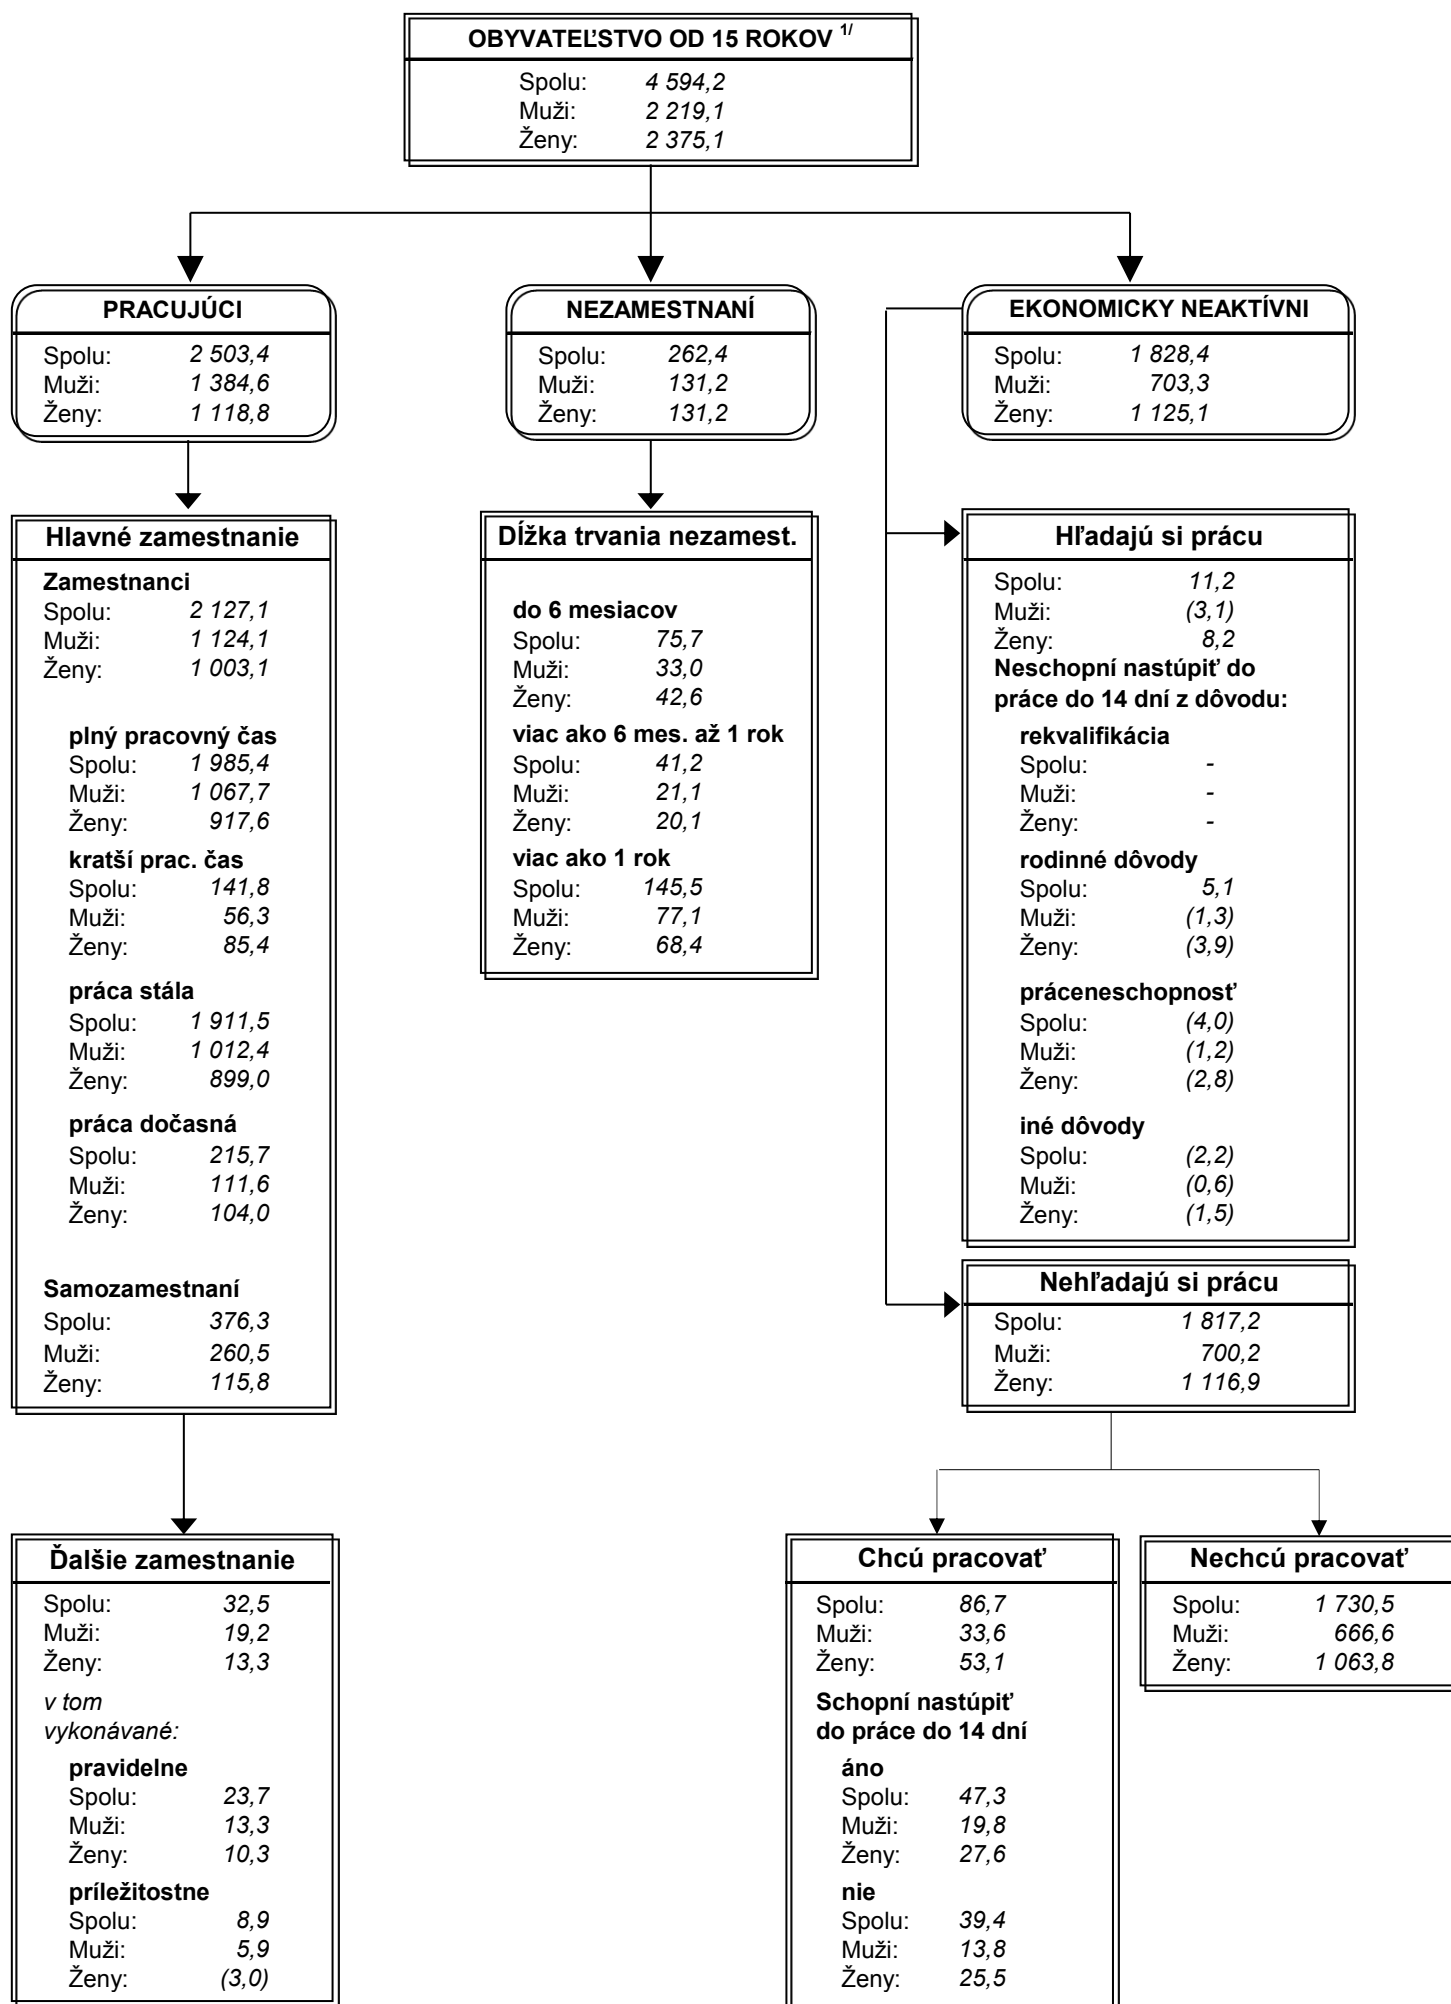 OBYVATEĽSTVO OD 15 ROKOV 1/
Spolu: 4 594,2
Muži: 2 219,1
Ženy: 2 375,1
PRACUJÚCI
Spolu: 2 503,4
Muži: 1 384,6
Ženy: 1 118,8
NEZAMESTNANÍ
Spolu: 262,4
Muži: 131,2
Ženy: 131,2
EKONOMICKY NEAKTÍVNI
Spolu: 1 828,4
Muži: 703,3
Ženy: 1 125,1
Hlavné zamestnanie
Zamestnanci
Spolu: 2 127,1
Muži: 1 124,1
Ženy: 1 003,1
plný pracovný čas
Spolu: 1 985,4
Muži: 1 067,7
Ženy: 917,6
kratší prac. čas
Spolu: 141,8
Muži: 56,3
Ženy: 85,4
práca stála
Spolu: 1 911,5
Muži: 1 012,4
Ženy: 899,0
práca dočasná
Spolu: 215,7
Muži: 111,6
Ženy: 104,0
Samozamestnaní
Spolu: 376,3
Muži: 260,5
Ženy: 115,8
Dĺžka trvania nezamest.
do 6 mesiacov
Spolu: 75,7
Muži: 33,0
Ženy: 42,6
viac ako 6 mes. až 1 rok
Spolu: 41,2
Muži: 21,1
Ženy: 20,1
viac ako 1 rok
Spolu: 145,5
Muži: 77,1
Ženy: 68,4
Hľadajú si prácu
Spolu: 11,2
Muži: (3,1)
Ženy: 8,2
Neschopní nastúpiť do
práce do 14 dní z dôvodu:
rekvalifikácia
Spolu: -
Muži: -
Ženy: -
rodinné dôvody
Spolu: 5,1
Muži: (1,3)
Ženy: (3,9)
práceneschopnosť
Spolu: (4,0)
Muži: (1,2)
Ženy: (2,8)
iné dôvody
Spolu: (2,2)
Muži: (0,6)
Ženy: (1,5)
Nehľadajú si prácu
Spolu: 1 817,2
Muži: 700,2
Ženy: 1 116,9
Ďalšie zamestnanie
Spolu: 32,5
Muži: 19,2
Ženy: 13,3
v tom
vykonávané:
pravidelne
Spolu: 23,7
Muži: 13,3
Ženy: 10,3
príležitostne
Spolu: 8,9
Muži: 5,9
Ženy: (3,0)
Chcú pracovať
Spolu: 86,7
Muži: 33,6
Ženy: 53,1
Schopní nastúpiť
do práce do 14 dní
áno
Spolu: 47,3
Muži: 19,8
Ženy: 27,6
nie
Spolu: 39,4
Muži: 13,8
Ženy: 25,5
Nechcú pracovať
Spolu: 1 730,5
Muži: 666,6
Ženy: 1 063,8